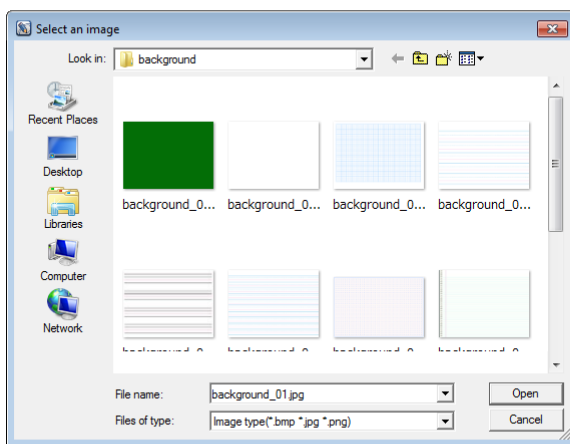 Select an image
Look in: background
Recent Places
Desktop
Libraries
Computer
Network
background_0... background_0... background_0... background_0...
File name: background_01.jpg Open
Files of type: Image type(*.bmp *.jpg *.png) Cancel